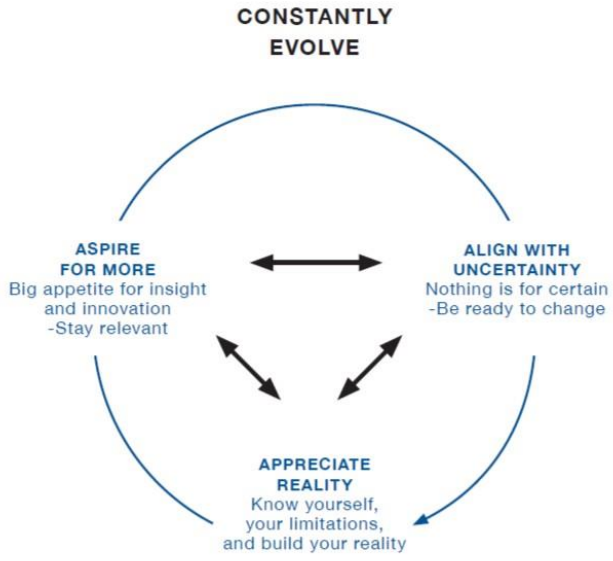 CONSTANTLY
EVOLVE
ASPIRE
FOR MORE
Big appetite for insight
and innovation
-Stay relevant
ALIGN WITH
UNCERTAINTY
Nothing is for certain
-Be ready to change
APPRECIATE
REALITY
Know yourself,
your limitations,
and build your reality